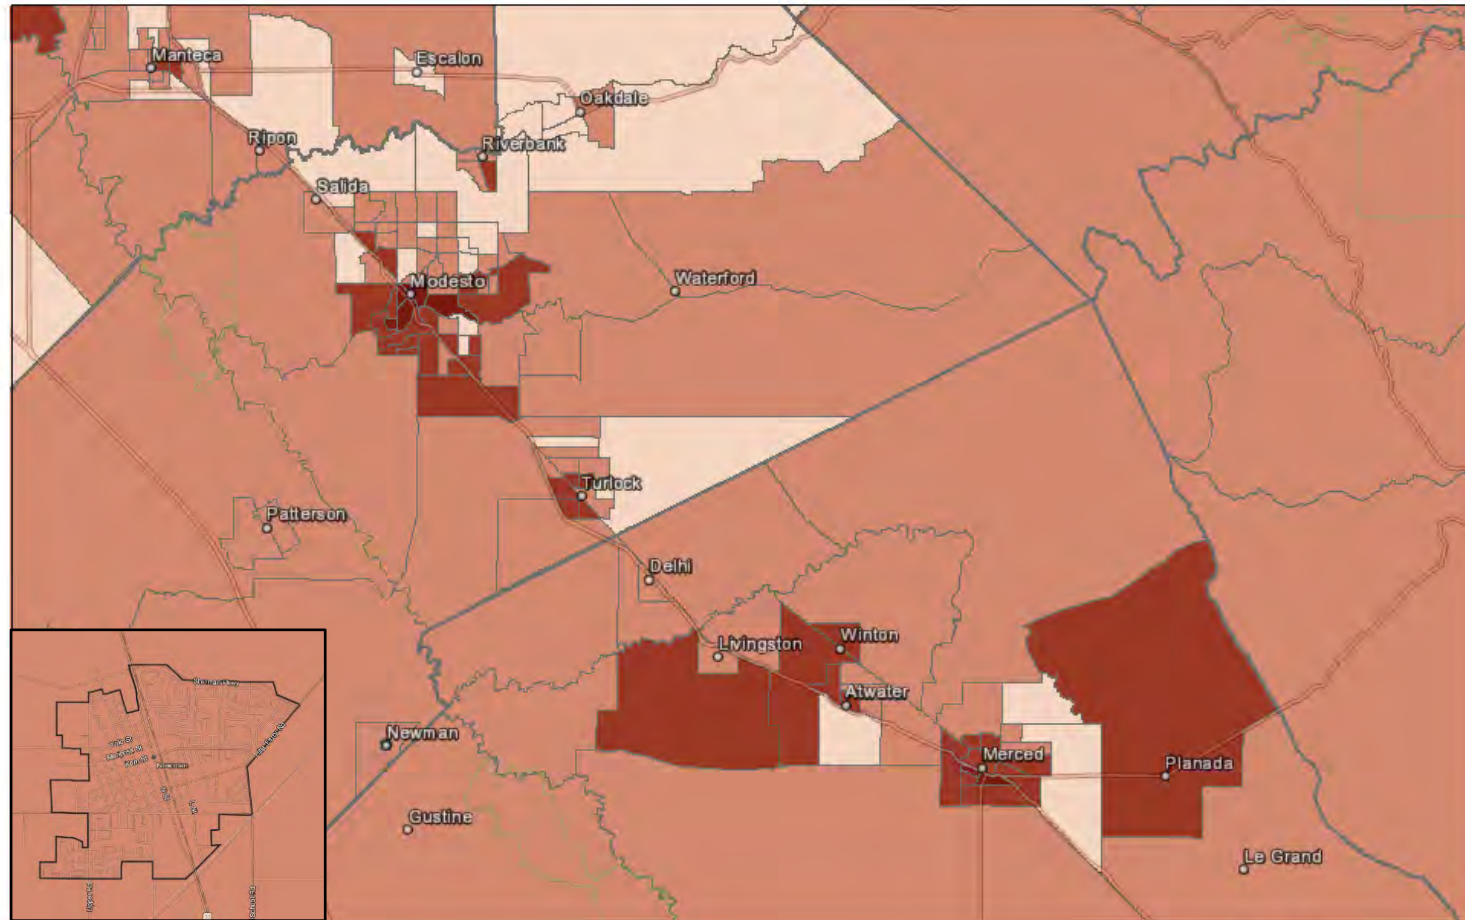 Manteca
Escalon
Oakdale
Ripon
Riverbank
Salida
Modesto
Waterford
Turlock
Patterson
Delhi
Livingston
Winton
Atwater
Newman
Merced
Planada
Gustine
Le Grand
Newman